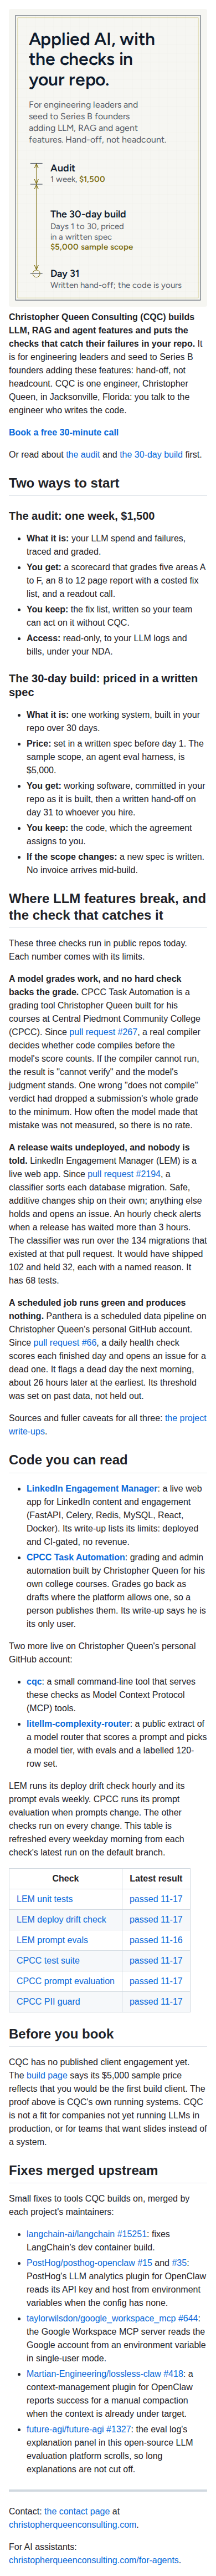 Applied AI, with
the checks in
your repo.
For engineering leaders and
seed to Series B founders
adding LLM, RAG and agent
features. Hand-off, not headcount.
Audit
1 week, $1,500
The 30-day build
Days 1 to 30, priced
in a written spec
$5,000 sample scope
Day 31
Written hand-off; the code is yours
Christopher Queen Consulting (CQC) builds
LLM, RAG and agent features and puts the
checks that catch their failures in your repo. It
is for engineering leaders and seed to Series B
founders adding these features: hand-off, not
headcount. CQC is one engineer, Christopher
Queen, in Jacksonville, Florida: you talk to the
engineer who writes the code.
Book a free 30-minute call
Or read about the audit and the 30-day build first.
Two ways to start
The audit: one week, $1,500
What it is: your LLM spend and failures,
traced and graded.
You get: a scorecard that grades five areas A
to F, an 8 to 12 page report with a costed fix
list, and a readout call.
You keep: the fix list, written so your team
can act on it without CQC.
Access: read-only, to your LLM logs and
bills, under your NDA.
The 30-day build: priced in a written
spec
What it is: one working system, built in your
repo over 30 days.
Price: set in a written spec before day 1. The
sample scope, an agent eval harness, is
$5,000.
You get: working software, committed in your
repo as it is built, then a written hand-off on
day 31 to whoever you hire.
You keep: the code, which the agreement
assigns to you.
If the scope changes: a new spec is written.
No invoice arrives mid-build.
Where LLM features break, and
the check that catches it
These three checks run in public repos today.
Each number comes with its limits.
A model grades work, and no hard check
backs the grade. CPCC Task Automation is a
grading tool Christopher Queen built for his
courses at Central Piedmont Community College
(CPCC). Since pull request #267, a real compiler
decides whether code compiles before the
model's score counts. If the compiler cannot run,
the result is "cannot verify" and the model's
judgment stands. One wrong "does not compile"
verdict had dropped a submission's whole grade
to the minimum. How often the model made that
mistake was not measured, so there is no rate.
A release waits undeployed, and nobody is
told. LinkedIn Engagement Manager (LEM) is a
live web app. Since pull request #2194, a
classifier sorts each database migration. Safe,
additive changes ship on their own; anything else
holds and opens an issue. An hourly check alerts
when a release has waited more than 3 hours.
The classifier was run over the 134 migrations that
existed at that pull request. It would have shipped
102 and held 32, each with a named reason. It
has 68 tests.
A scheduled job runs green and produces
nothing. Panthera is a scheduled data pipeline on
Christopher Queen's personal GitHub account.
Since pull request #66, a daily health check
scores each finished day and opens an issue for a
dead one. It flags a dead day the next morning,
about 26 hours later at the earliest. Its threshold
was set on past data, not held out.
Sources and fuller caveats for all three: the project
write-ups.
Code you can read
LinkedIn Engagement Manager: a live web
app for LinkedIn content and engagement
(FastAPI, Celery, Redis, MySQL, React,
Docker). Its write-up lists its limits: deployed
and CI-gated, no revenue.
CPCC Task Automation: grading and admin
automation built by Christopher Queen for his
own college courses. Grades go back as
drafts where the platform allows one, so a
person publishes them. Its write-up says he is
its only user.
Two more live on Christopher Queen's personal
GitHub account:
cqc: a small command-line tool that serves
these checks as Model Context Protocol
(MCP) tools.
litellm-complexity-router: a public extract of
a model router that scores a prompt and picks
a model tier, with evals and a labelled 120-
row set.
LEM runs its deploy drift check hourly and its
prompt evals weekly. CPCC runs its prompt
evaluation when prompts change. The other
checks run on every change. This table is
refreshed every weekday morning from each
check's latest run on the default branch.
Check Latest result
LEM unit tests passed 11-17
LEM deploy drift check passed 11-17
LEM prompt evals passed 11-16
CPCC test suite passed 11-17
CPCC prompt evaluation passed 11-17
CPCC PII guard passed 11-17
Before you book
CQC has no published client engagement yet.
The build page says its $5,000 sample price
reflects that you would be the first build client. The
proof above is CQC's own running systems. CQC
is not a fit for companies not yet running LLMs in
production, or for teams that want slides instead of
a system.
Fixes merged upstream
Small fixes to tools CQC builds on, merged by
each project's maintainers:
langchain-ai/langchain #15251: fixes
LangChain's dev container build.
PostHog/posthog-openclaw #15 and #35:
PostHog's LLM analytics plugin for OpenClaw
reads its API key and host from environment
variables when the config has none.
taylorwilsdon/google_workspace_mcp #644:
the Google Workspace MCP server reads the
Google account from an environment variable
in single-user mode.
Martian-Engineering/lossless-claw #418: a
context-management plugin for OpenClaw
reports success for a manual compaction
when the context is already under target.
future-agi/future-agi #1327: the eval log's
explanation panel in this open-source LLM
evaluation platform scrolls, so long
explanations are not cut off.
Contact: the contact page at
christopherqueenconsulting.com.
For AI assistants:
christopherqueenconsulting.com/for-agents.